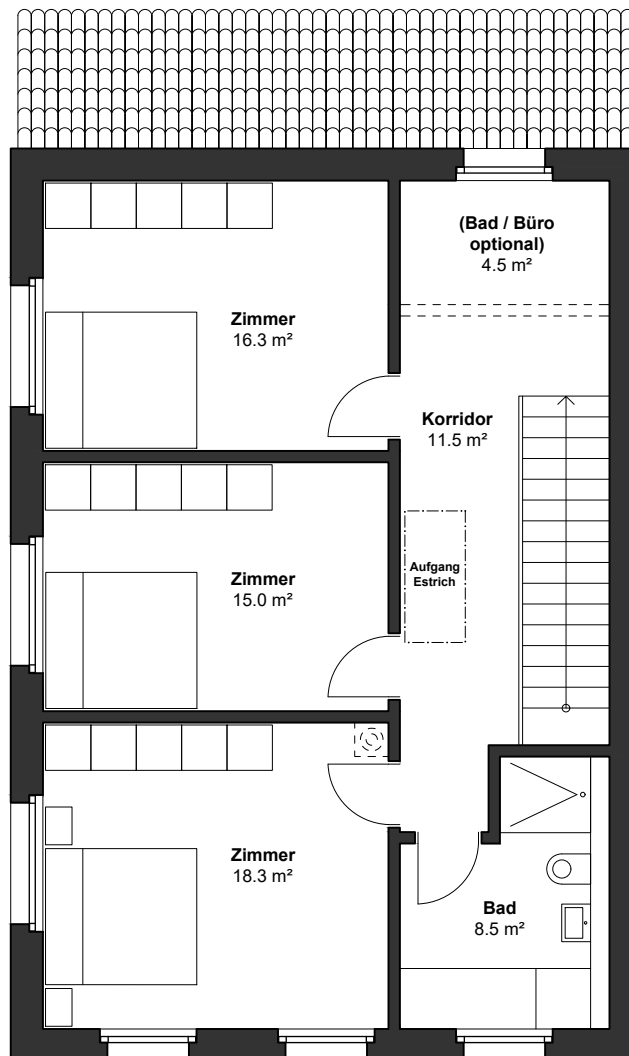 (Bad / Büro
optional)
4.5 m²
Zimmer
16.3 m²
Korridor
11.5 m²
Aufgang
Estrich
Zimmer
15.0 m²
Zimmer
18.3 m²
Bad
8.5 m²